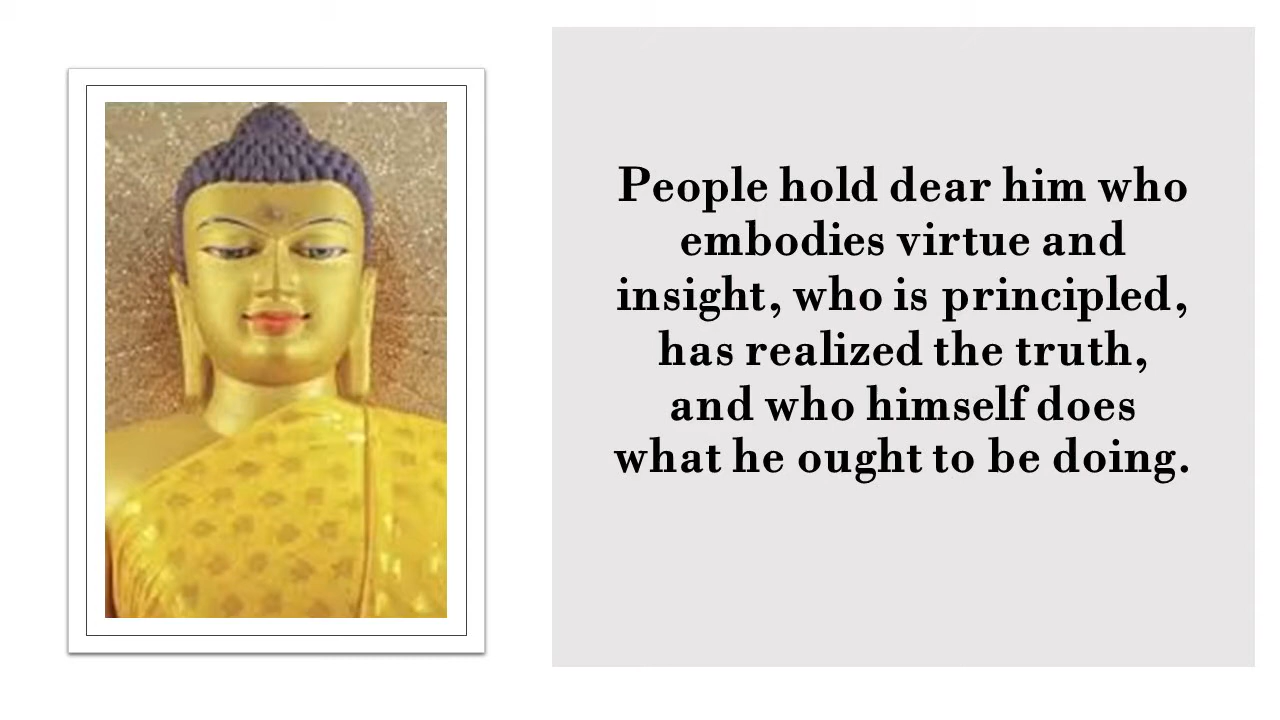 People hold dear him who
embodies virtue and
insight, who is principled,
has realized the truth,
and who himself does
what he ought to be doing.